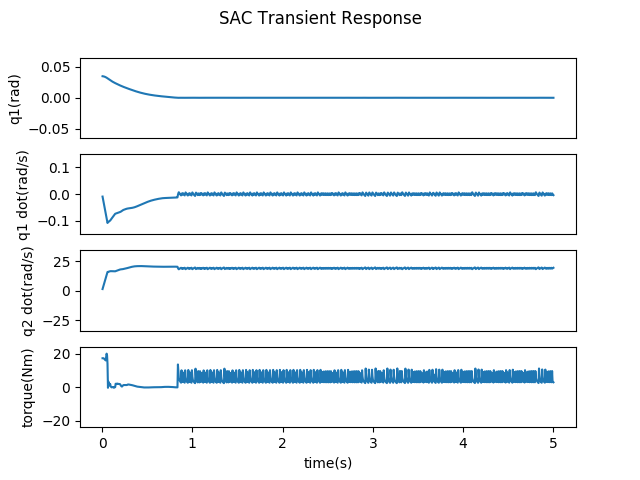 SAC Transient Response
0.05
0.00
−0.05
q1(rad)
0.1
0.0
−0.1
q1 dot(rad/s)
25
0
−25
q2 dot(rad/s)
20
0
−20
torque(Nm)
0 1 2 3 4 5
time(s)